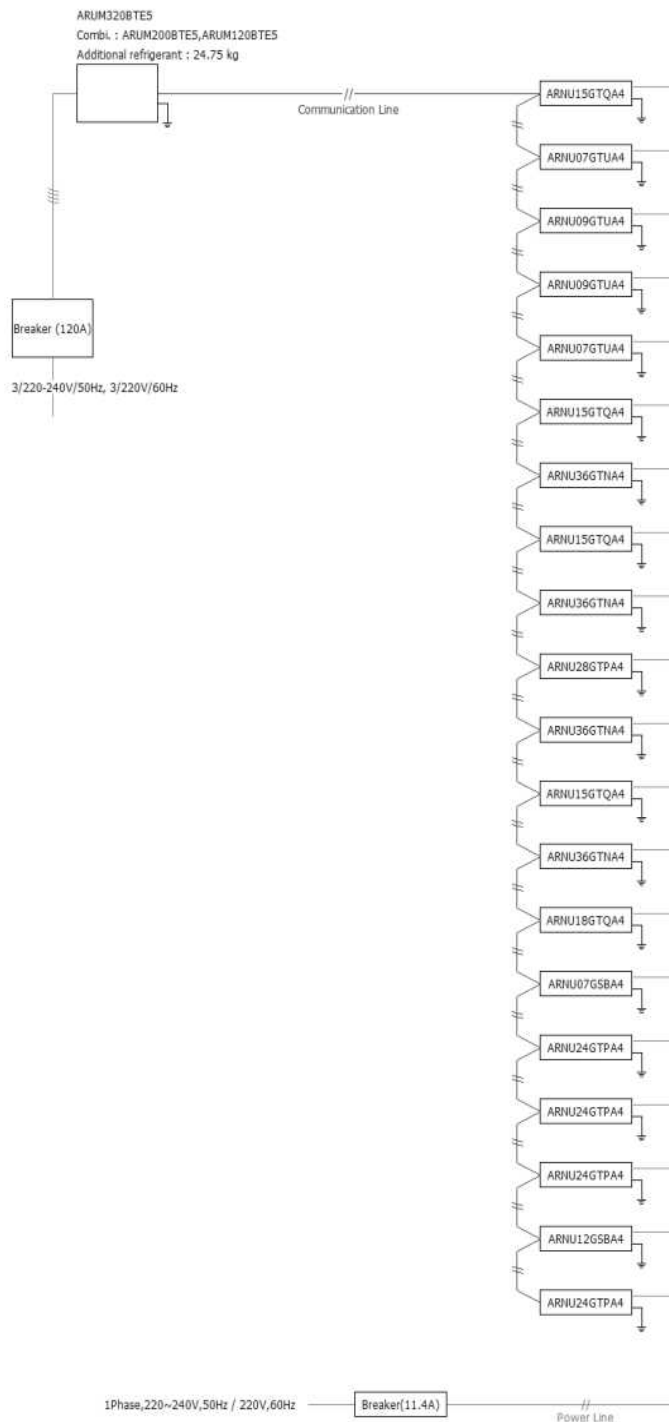 ARUM320BTE5
Combi. : ARUM200BTE5,ARUM120BTE5
Additional refrigerant : 24.75 kg
Communication Line
ARNU15GTQA4
ARNU07GTUA4
ARNU09GTUA4
ARNU09GTUA4
Breaker (120A)
ARNU07GTUA4
3/220-240V/50Hz, 3/220V/60Hz
ARNU15GTQA4
ARNU36GTNA4
ARNU15GTQA4
ARNU36GTNA4
ARNU28GTPA4
ARNU36GTNA4
ARNU15GTQA4
ARNU36GTNA4
ARNU18GTQA4
ARNU07GSBA4
ARNU24GTPA4
ARNU24GTPA4
ARNU24GTPA4
ARNU12GSBA4
ARNU24GTPA4
1Phase,220~240V,50Hz / 220V,60Hz
Breaker(11.4A)
Power Line